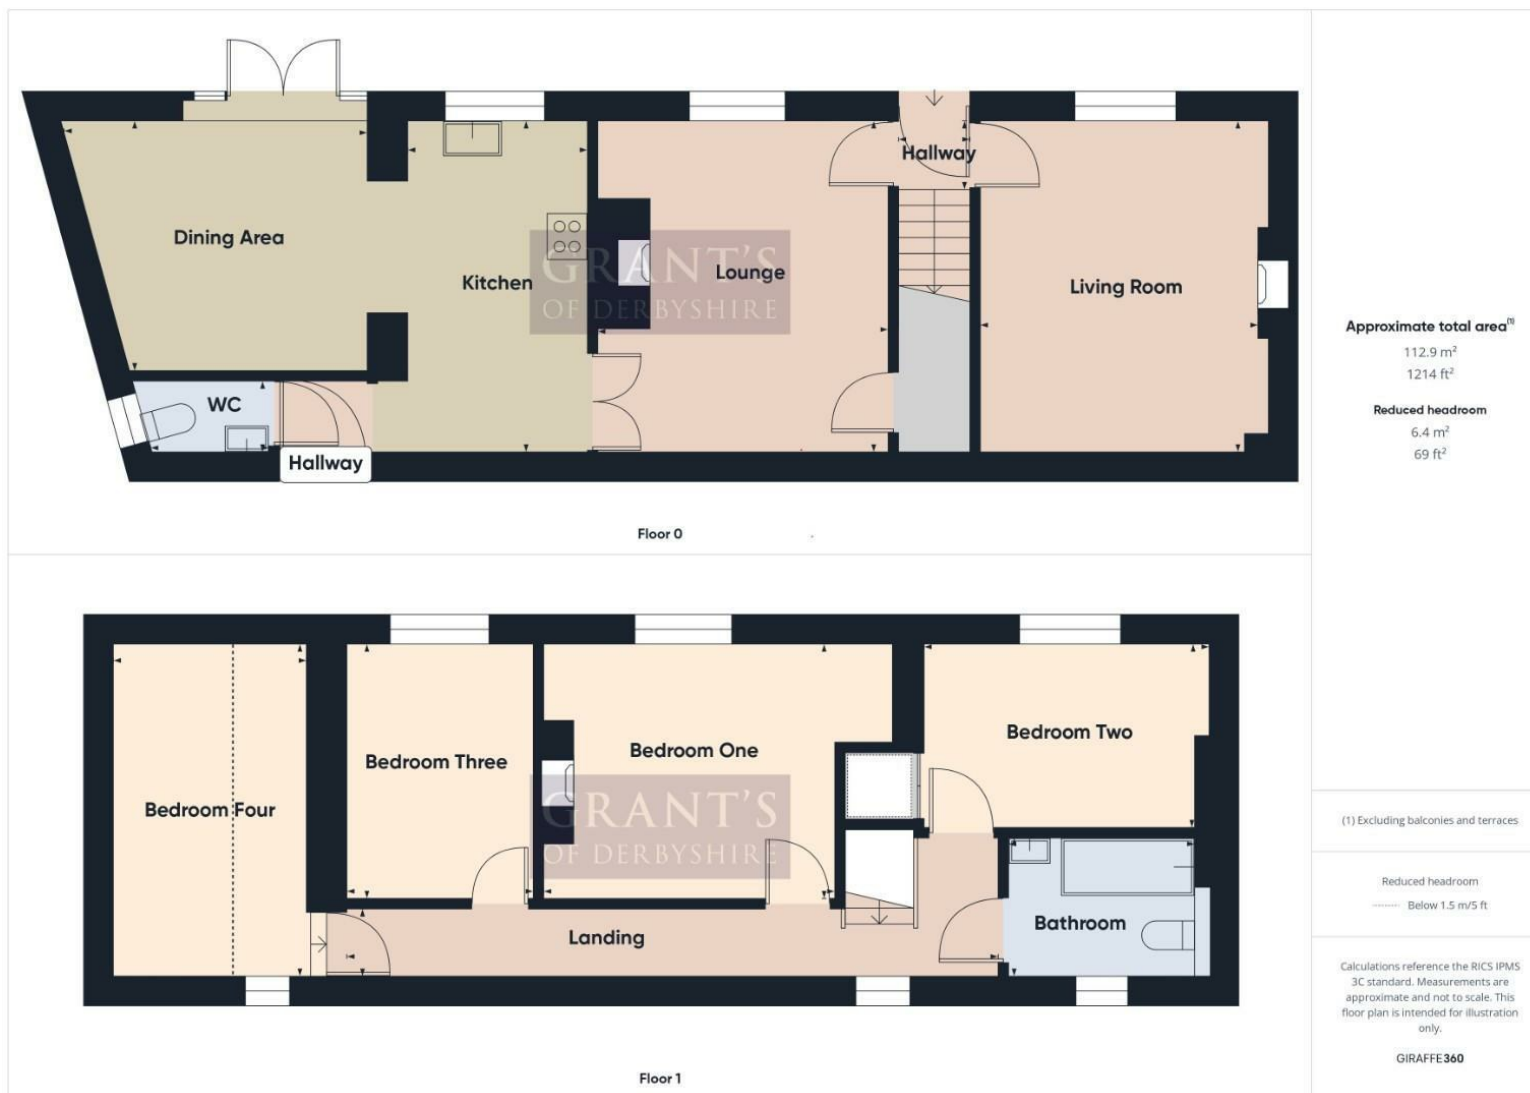 Dining Area
Kitchen
Lounge
Hallway
Living Room
GRANT'S
OF DERBYSHIRE
WC
Hallway
Floor 0
Bedroom Four
Bedroom Three
Bedroom One
Bedroom Two
GRANT'S
OF DERBYSHIRE
Landing
Bathroom
Floor 1
Approximate total area(1)
112.9 m²
1214 ft²
Reduced headroom
6.4 m²
69 ft²
(1) Excluding balconies and terraces
Reduced headroom
Below 1.5 m/5 ft
Calculations reference the RICS IPMS
3C standard. Measurements are
approximate and not to scale. This
floor plan is intended for illustration
only.
GIRAFFE360